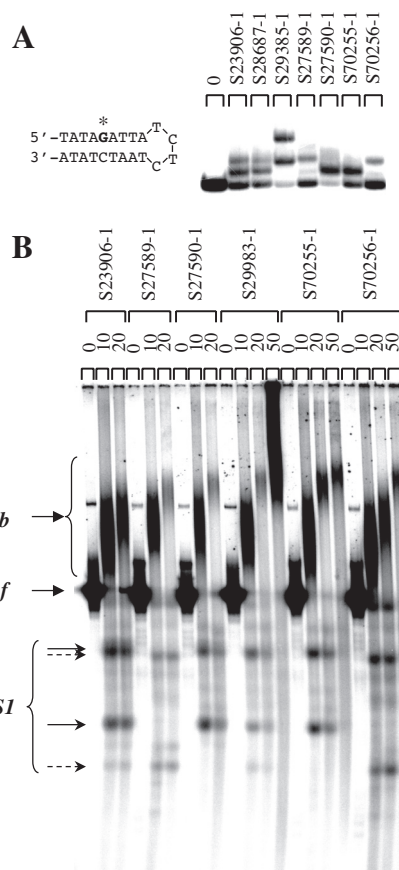 A
0
S23906-1
S28687-1
S29385-1
S27589-1
S27590-1
S70255-1
S70256-1
*
5'-TATAGATTA
T
C
T
C
3'-ATATCTAAT
B
S23906-1
S27589-1
S27590-1
S29983-1
S70255-1
S70256-1
0 10 20 0 10 20 0 10 20 0 10 20 50 0 10 20 50 0 10 20 50
b
f
S1